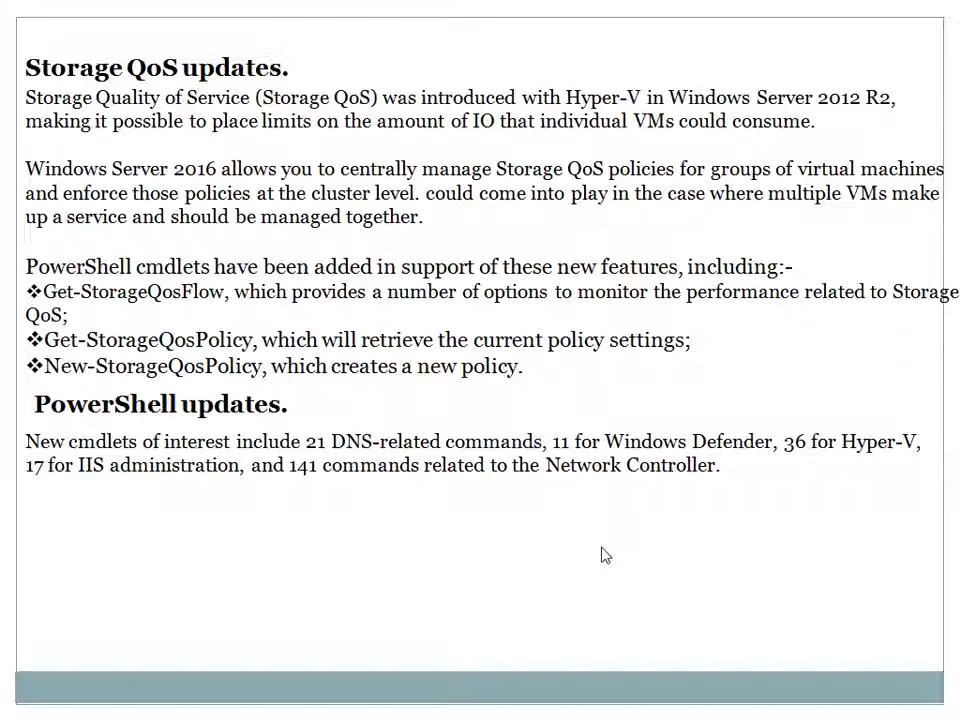 Storage QoS updates.
Storage Quality of Service (Storage QoS) was introduced with Hyper-V in Windows Server 2012 R2,
making it possible to place limits on the amount of IO that individual VMs could consume.
Windows Server 2016 allows you to centrally manage Storage QoS policies for groups of virtual machines
and enforce those policies at the cluster level. could come into play in the case where multiple VMs make
up a service and should be managed together.
PowerShell cmdlets have been added in support of these new features, including:-
❖Get-StorageQosFlow, which provides a number of options to monitor the performance related to Storage
QoS;
❖Get-StorageQosPolicy, which will retrieve the current policy settings;
❖New-StorageQosPolicy, which creates a new policy.
PowerShell updates.
New cmdlets of interest include 21 DNS-related commands, 11 for Windows Defender, 36 for Hyper-V,
17 for IIS administration, and 141 commands related to the Network Controller.